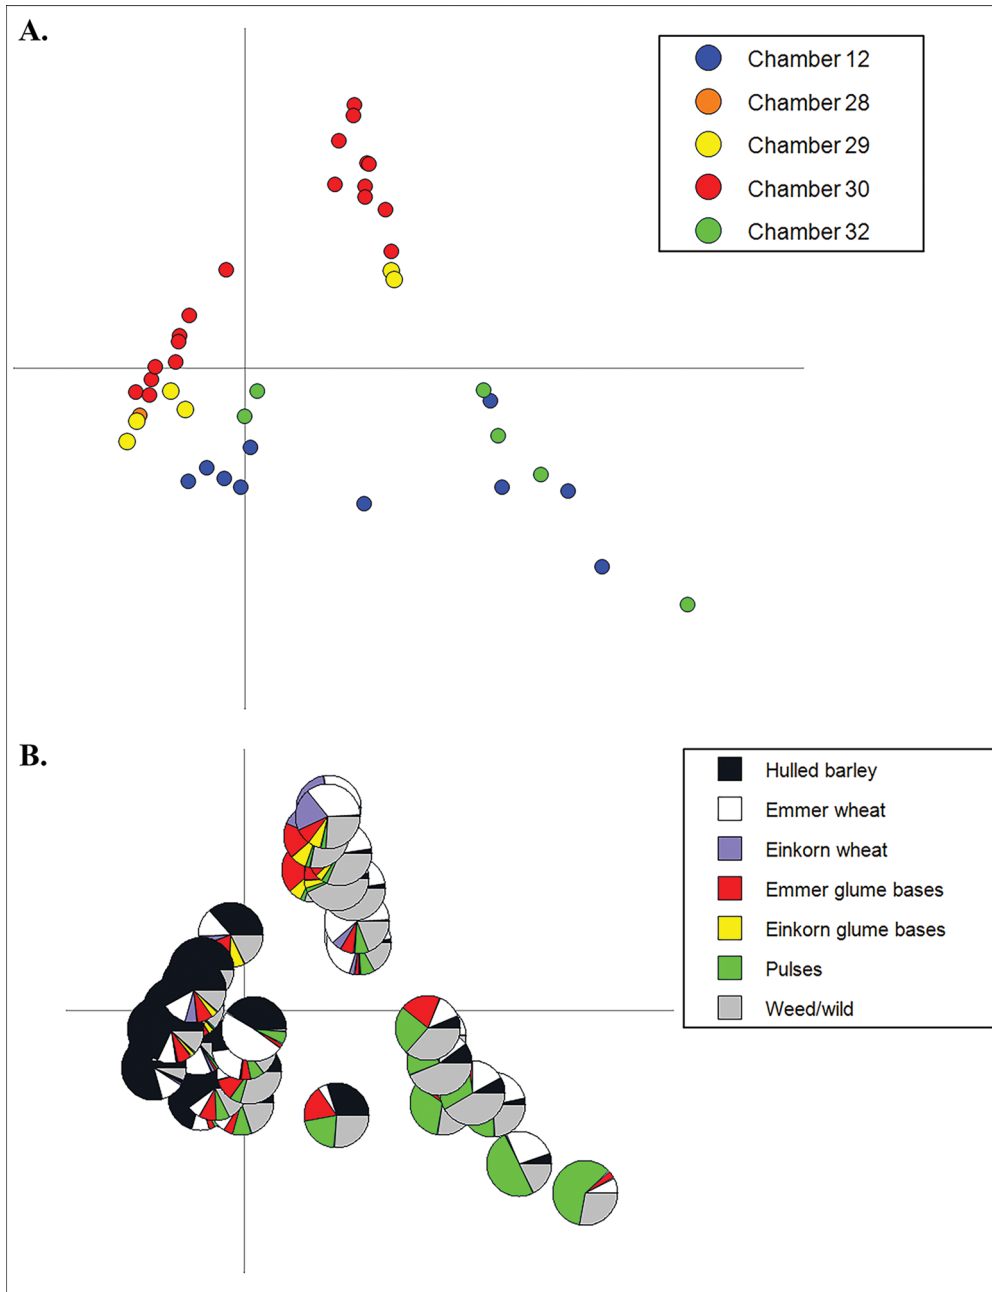 A.
Chamber 12
Chamber 28
Chamber 29
Chamber 30
Chamber 32
B.
Hulled barley
Emmer wheat
Einkorn wheat
Emmer glume bases
Einkorn glume bases
Pulses
Weed/wild